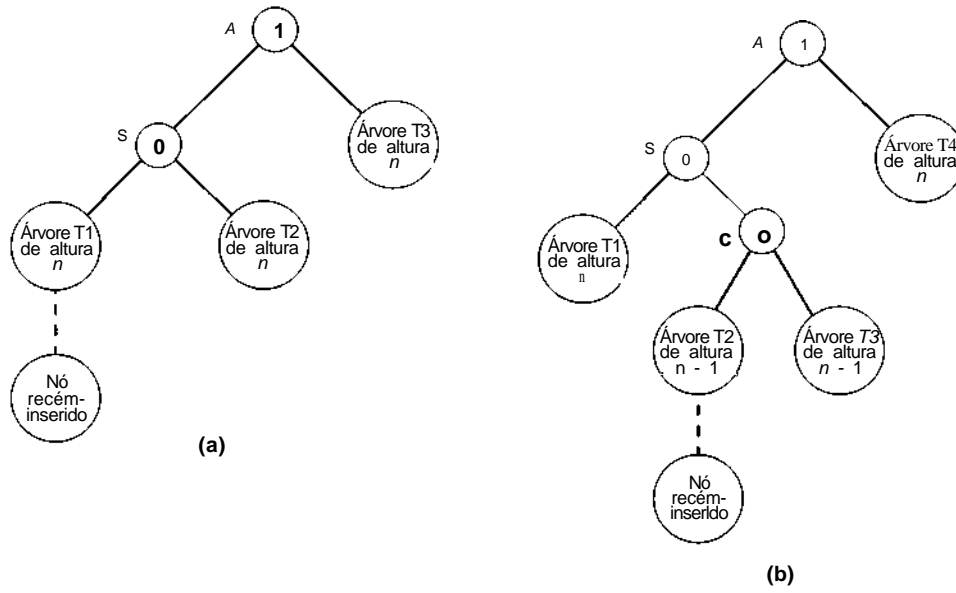 A
1
S
0
Árvore T3
de altura
n
Árvore T1
de altura
n
Árvore T2
de altura
n
Nó
recém-
inserido
(a)
A
1
S
0
Árvore T4
de altura
n
Árvore T1
de altura
n
c
o
Árvore T2
de altura
n - 1
Árvore T3
de altura
n - 1
Nó
recém-
inserldo
(b)